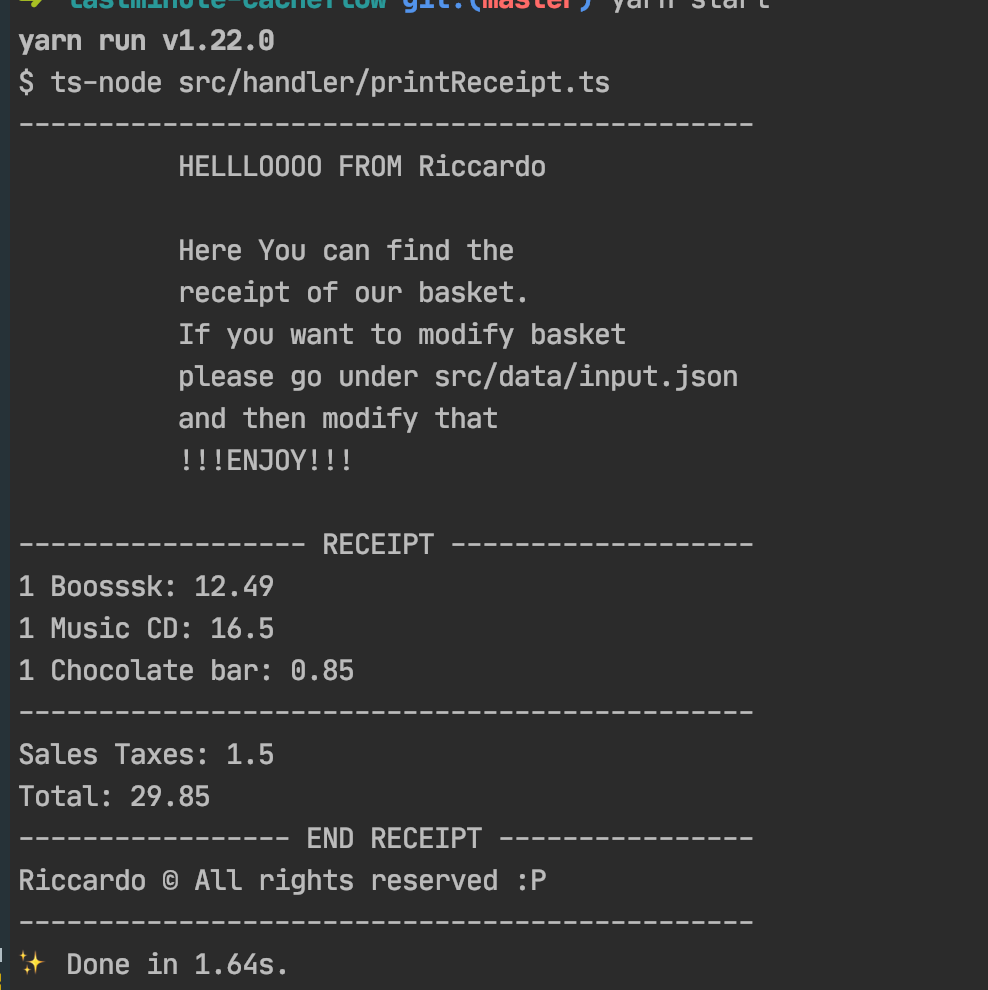 ➜ lastminute-cacheflow git:(master) yarn start
yarn run v1.22.0
$ ts-node src/handler/printReceipt.ts
----------------------------------------------
HELLLOOOO FROM Riccardo
Here You can find the
receipt of our basket.
If you want to modify basket
please go under src/data/input.json
and then modify that
!!!ENJOY!!!
------------------ RECEIPT -------------------
1 Boosssk: 12.49
1 Music CD: 16.5
1 Chocolate bar: 0.85
----------------------------------------------
Sales Taxes: 1.5
Total: 29.85
----------------- END RECEIPT ----------------
Riccardo © All rights reserved :P
----------------------------------------------
✨ Done in 1.64s.